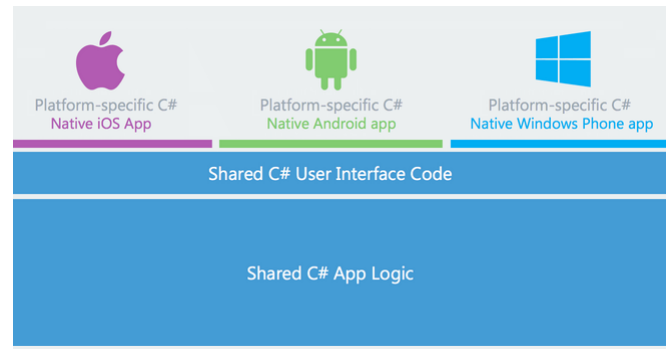 Platform-specific C#
Native iOS App
Platform-specific C#
Native Android app
Platform-specific C#
Native Windows Phone app
Shared C# User Interface Code
Shared C# App Logic